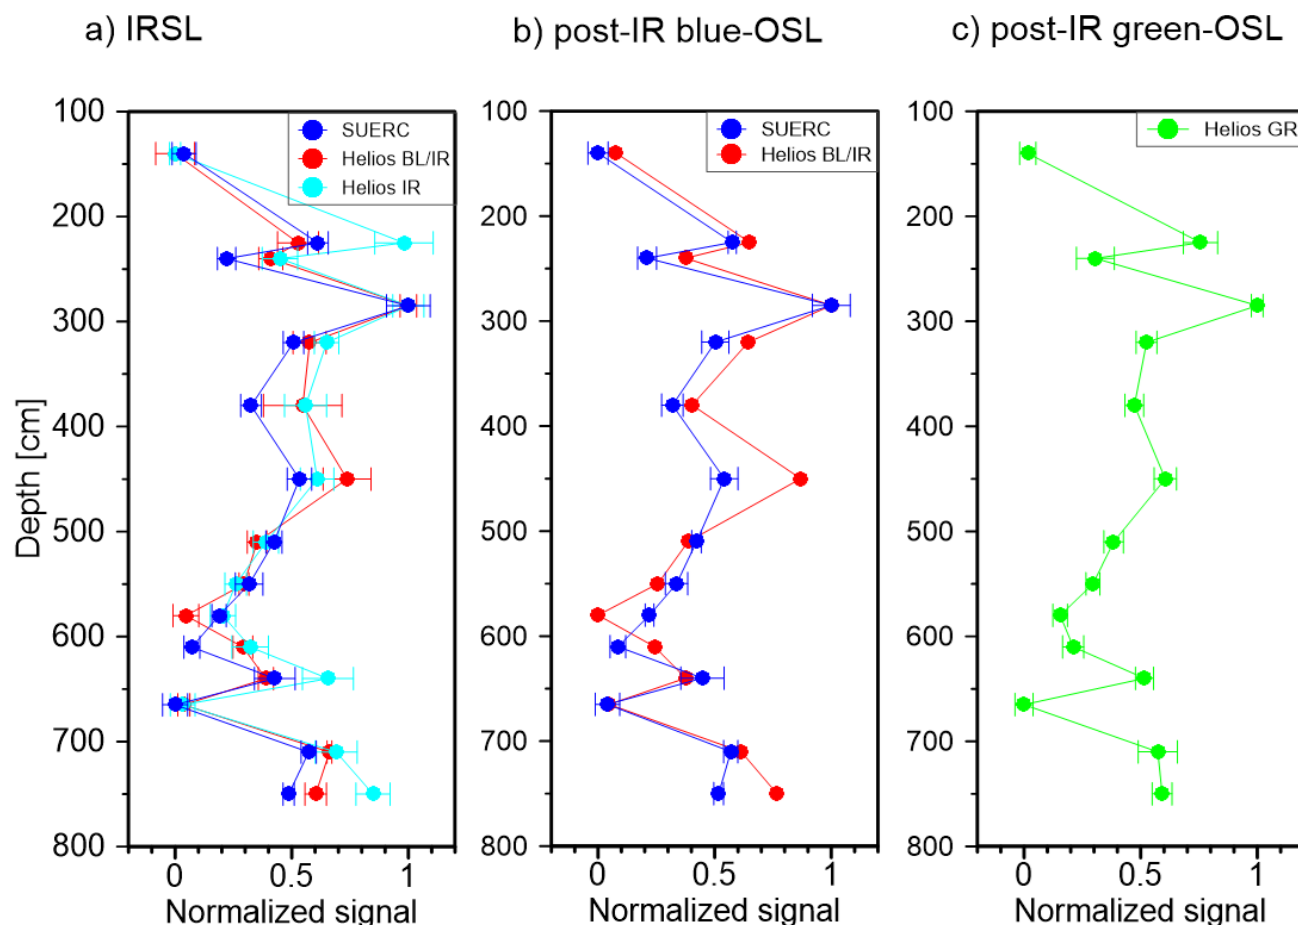 a) IRSL
b) post-IR blue-OSL
c) post-IR green-OSL
Depth [cm]
100
200
300
400
500
600
700
800
SUERC
Helios BL/IR
Helios IR
0
0.5
1
Normalized signal
100
200
300
400
500
600
700
800
SUERC
Helios BL/IR
0
0.5
1
Normalized signal
100
200
300
400
500
600
700
800
Helios GR
0
0.5
1
Normalized signal